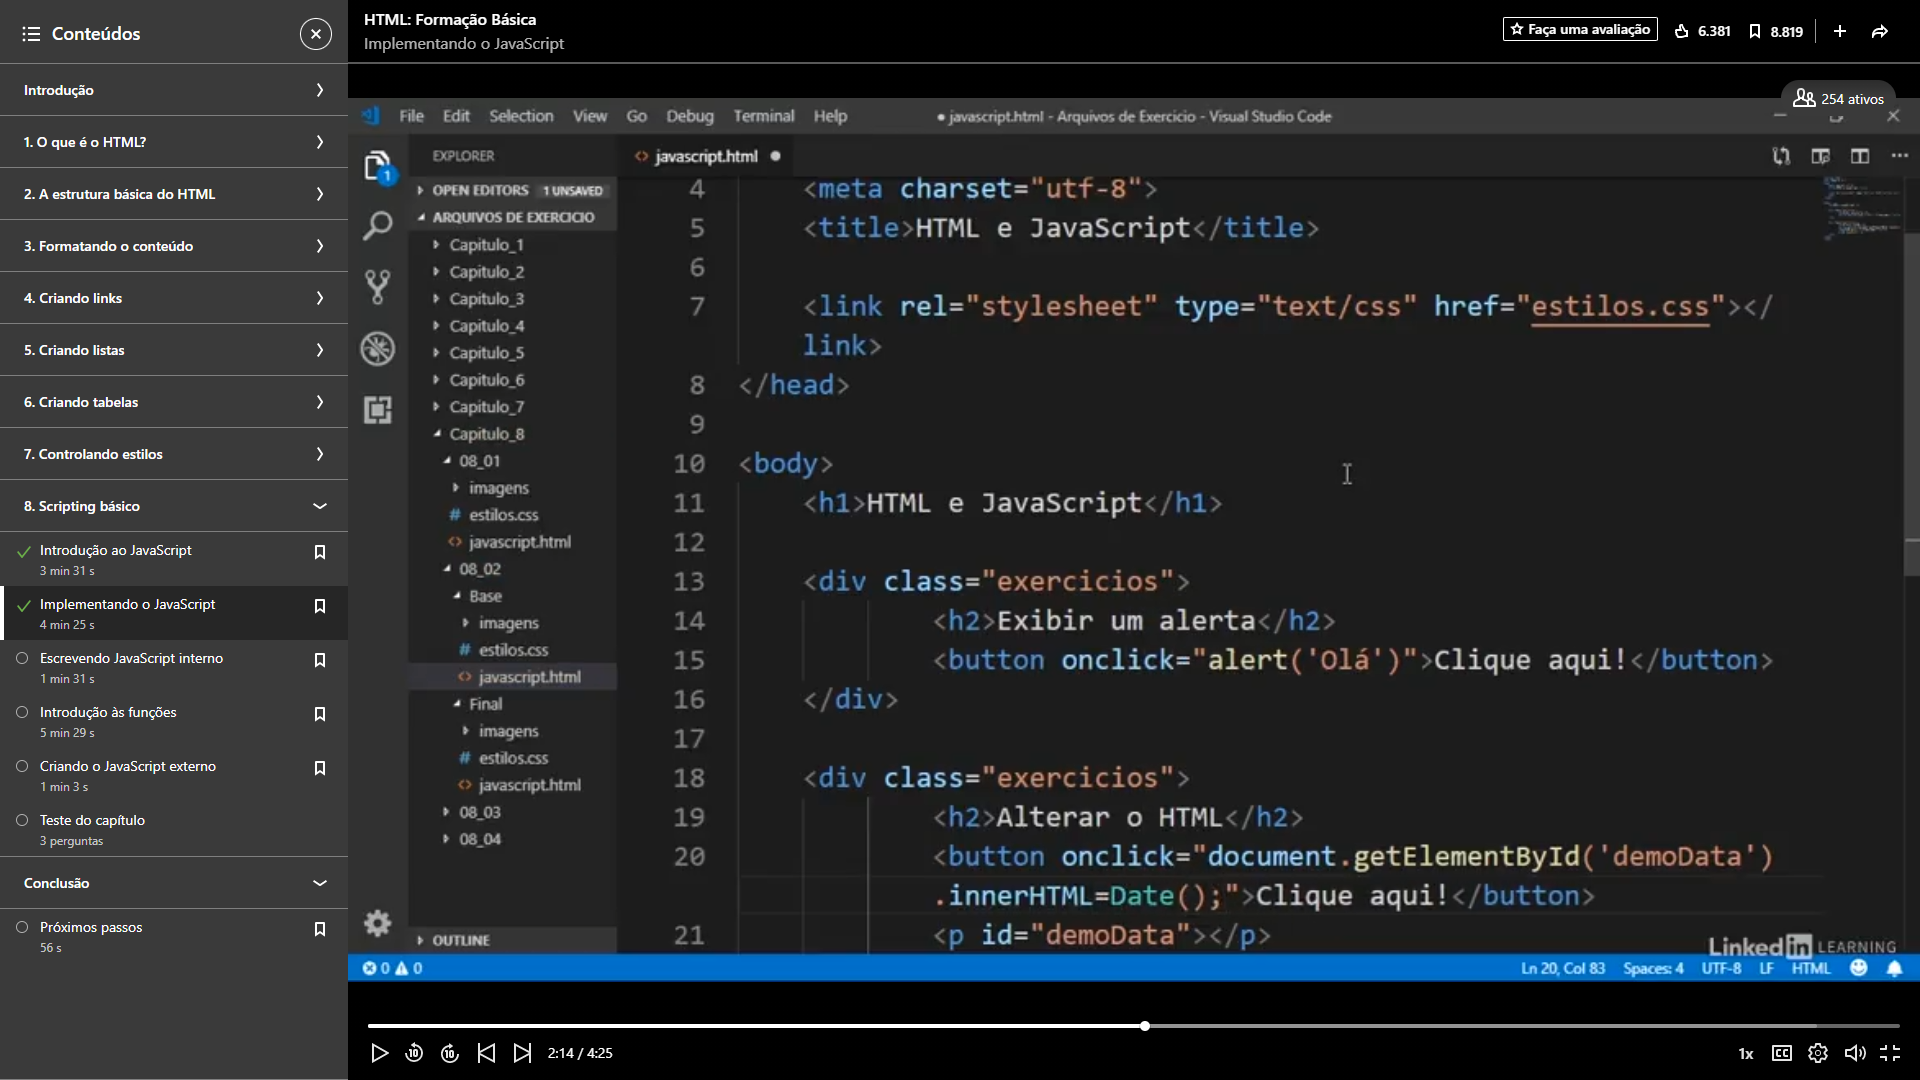 Conteúdos
Introdução
1. O que é o HTML?
2. A estrutura básica do HTML
3. Formatando o conteúdo
4. Criando links
5. Criando listas
6. Criando tabelas
7. Controlando estilos
8. Scripting básico
Introdução ao JavaScript
3 min 31 s
Implementando o JavaScript
4 min 25 s
Escrevendo JavaScript interno
1 min 31 s
Introdução às funções
5 min 29 s
Criando o JavaScript externo
1 min 3 s
Teste do capítulo
3 perguntas
Conclusão
Próximos passos
56 s
HTML: Formação Básica
Implementando o JavaScript
Faça uma avaliação 6.381 8.819
254 ativos
File Edit Selection View Go Debug Terminal Help ● javascript.html - Arquivos de Exercicio - Visual Studio Code
EXPLORER
OPEN EDITORS 1 UNSAVED
ARQUIVOS DE EXERCICIO
Capitulo_1
Capitulo_2
Capitulo_3
Capitulo_4
Capitulo_5
Capitulo_6
Capitulo_7
Capitulo_8
08_01
imagens
# estilos.css
<> javascript.html
08_02
Base
imagens
# estilos.css
<> javascript.html
Final
imagens
# estilos.css
<> javascript.html
08_03
08_04
OUTLINE
1
<> javascript.html ●
4 <meta charset="utf-8">
5 <title>HTML e JavaScript</title>
6
7 <link rel="stylesheet" type="text/css" href="estilos.css"></
link>
8 </head>
9
10 <body>
11 <h1>HTML e JavaScript</h1>
12
13 <div class="exercicios">
14 <h2>Exibir um alerta</h2>
15 <button onclick="alert('Olá')">Clique aqui!</button>
16 </div>
17
18 <div class="exercicios">
19 <h2>Alterar o HTML</h2>
20 <button onclick="document.getElementById('demoData')
.innerHTML=Date();">Clique aqui!</button>
21 <p id="demoData"></p>
Linked in LEARNING
0 0 Ln 20, Col 83 Spaces: 4 UTF-8 LF HTML
10 10 2:14 / 4:25 1x CC